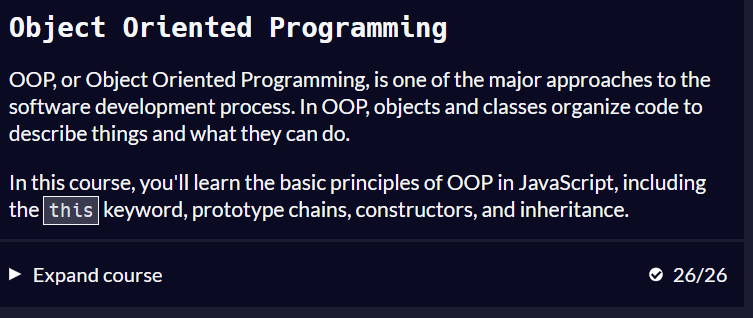 Object Oriented Programming
OOP, or Object Oriented Programming, is one of the major approaches to the
software development process. In OOP, objects and classes organize code to
describe things and what they can do.
In this course, you'll learn the basic principles of OOP in JavaScript, including
the this keyword, prototype chains, constructors, and inheritance.
Expand course 26/26